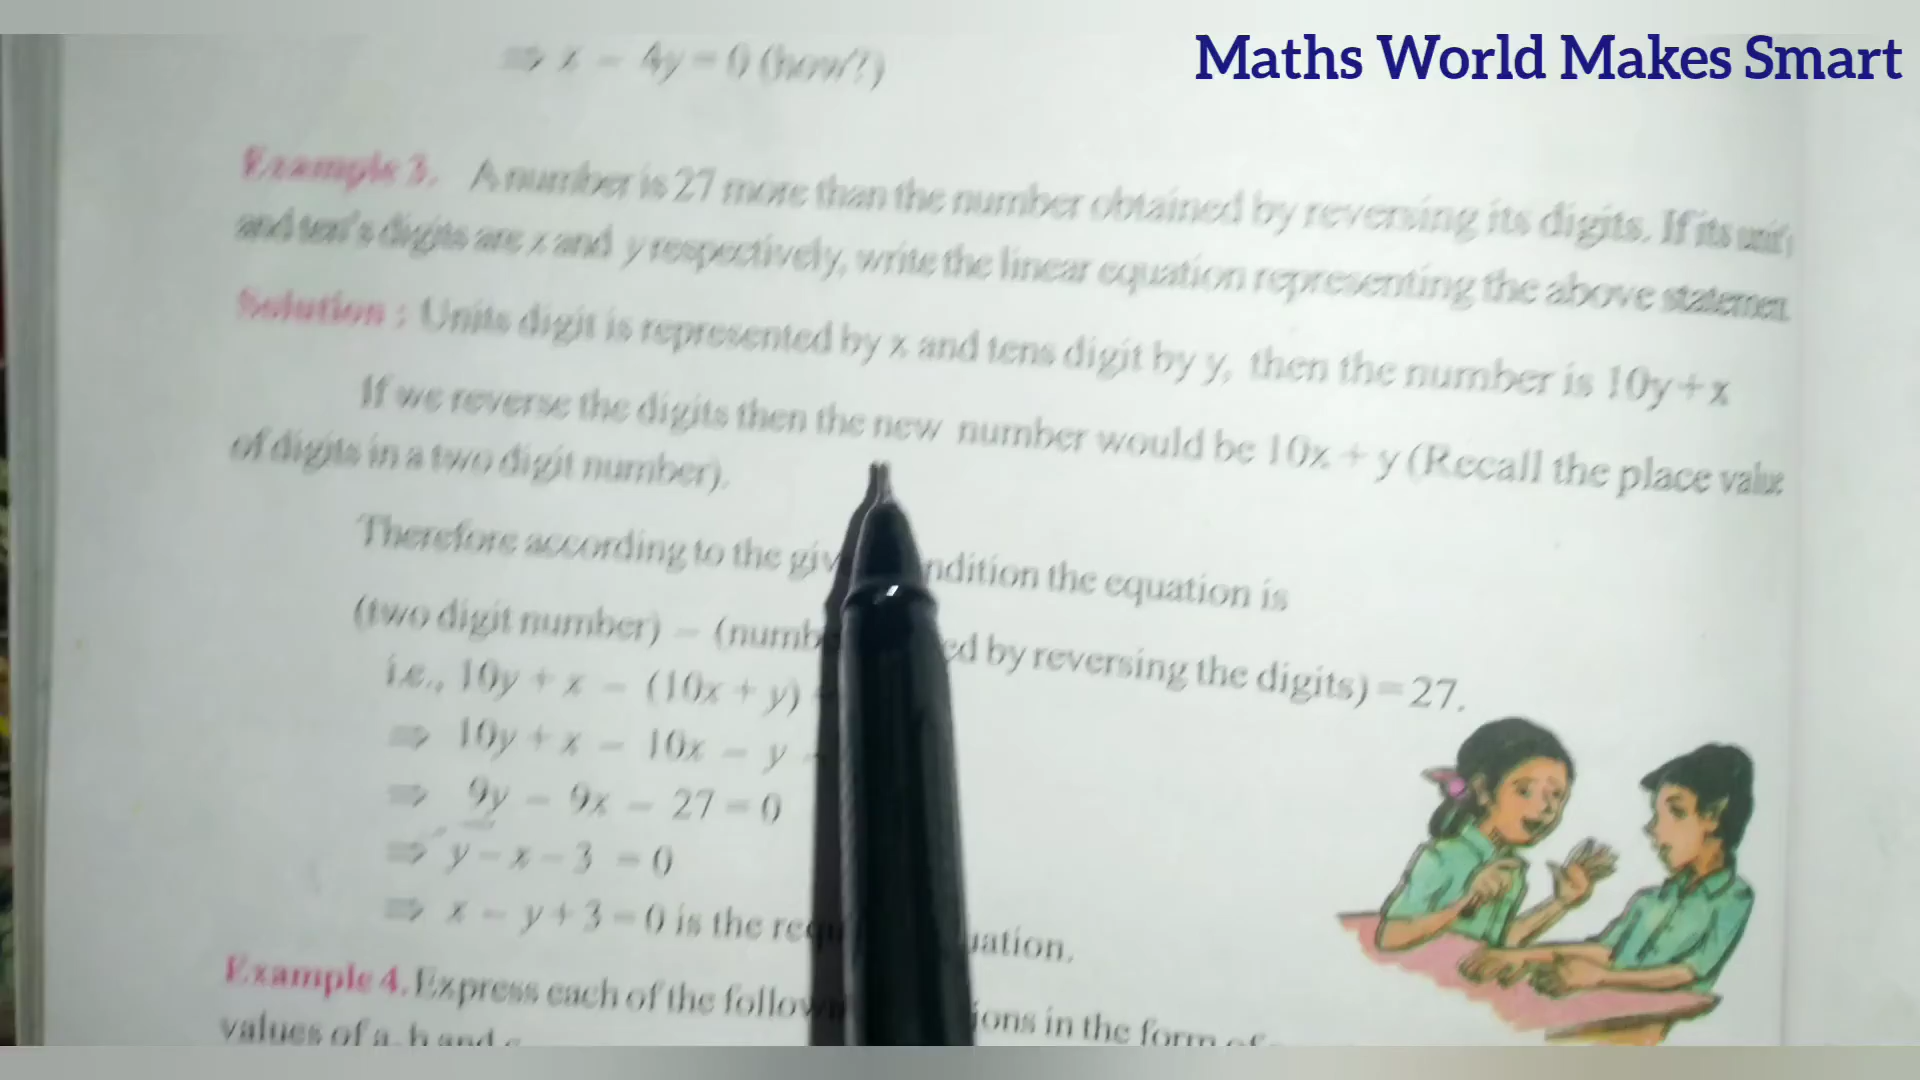 Maths World Makes Smart
⇒ x − 4y = 0 (how?)
Example 3. A number is 27 more than the number obtained by reversing its digits. If its unit's
and ten's digits are x and y respectively, write the linear equation representing the above statemen
Solution : Units digit is represented by x and tens digit by y, then the number is 10y + x
If we reverse the digits then the new number would be 10x + y (Recall the place value
of digits in a two digit number).
Therefore according to the giv ndition the equation is
(two digit number) − (numb ed by reversing the digits) = 27.
i.e., 10y + x − (10x + y)
⇒ 10y + x − 10x − y
⇒ 9y − 9x − 27 = 0
⇒ y − x − 3 = 0
⇒ x − y + 3 = 0 is the requ uation.
Example 4. Express each of the follow ions in the form of
values of a, b and c